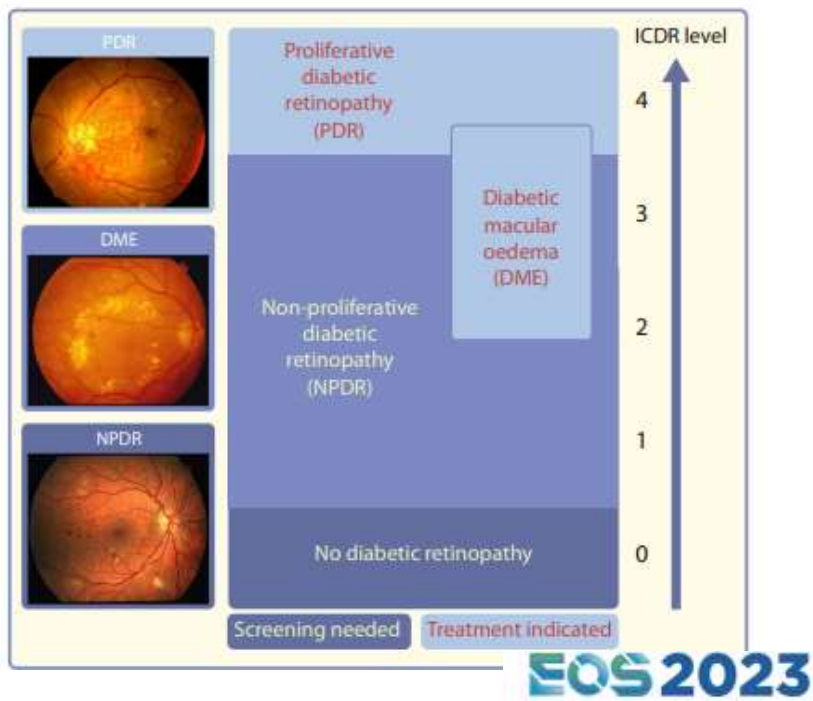 PDR
DME
NPDR
Proliferative
diabetic
retinopathy
(PDR)
Diabetic
macular
oedema
(DME)
Non-proliferative
diabetic
retinopathy
(NPDR)
No diabetic retinopathy
Screening needed
Treatment indicated
ICDR level
4
3
2
1
0
EOS 2023